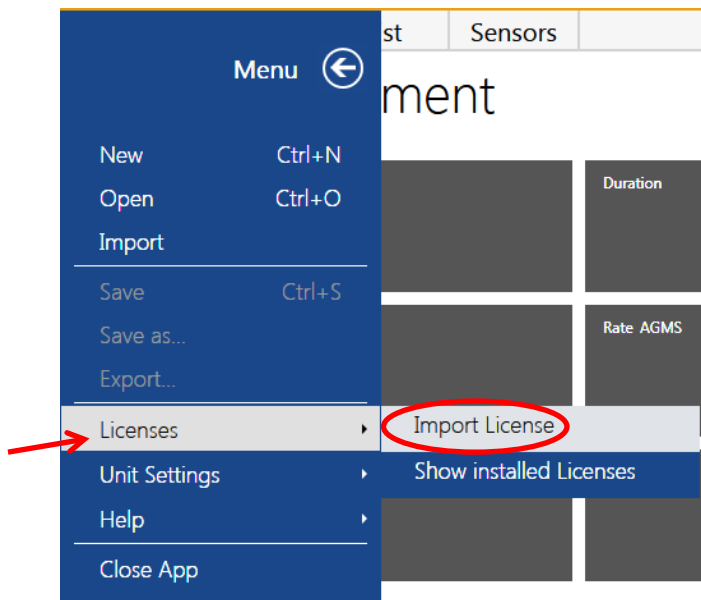 st Sensors
Menu
ment
New Ctrl+N
Open Ctrl+O
Import
Save Ctrl+S
Save as...
Export...
Licenses
Unit Settings
Help
Close App
Import License
Show installed Licenses
Duration
Rate AGMS